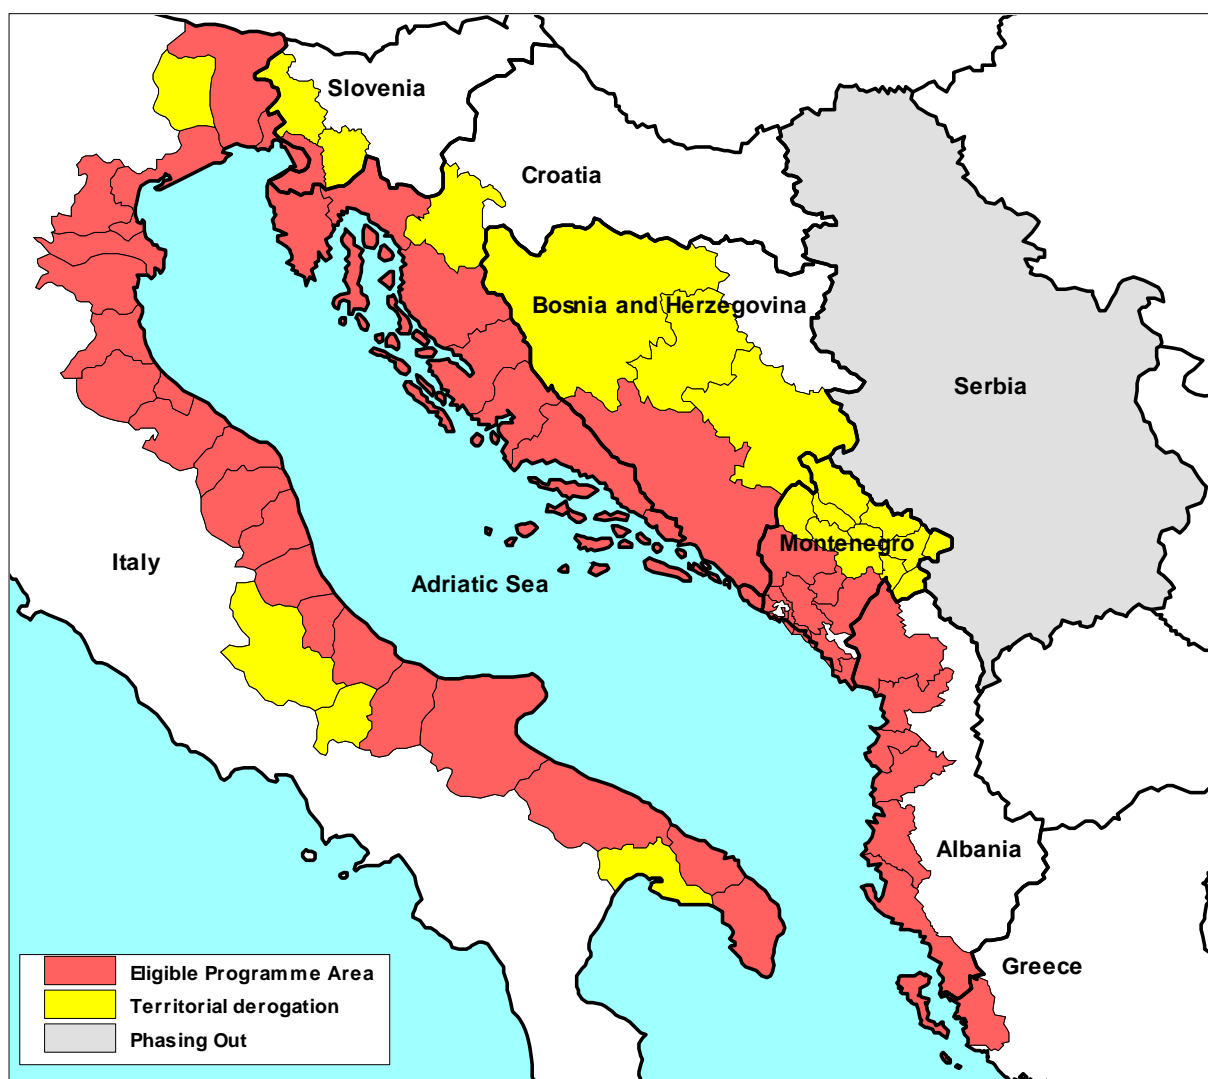 Slovenia
Croatia
Bosnia and Herzegovina
Serbia
Montenegro
Italy
Adriatic Sea
Albania
Greece
Eligible Programme Area
Territorial derogation
Phasing Out